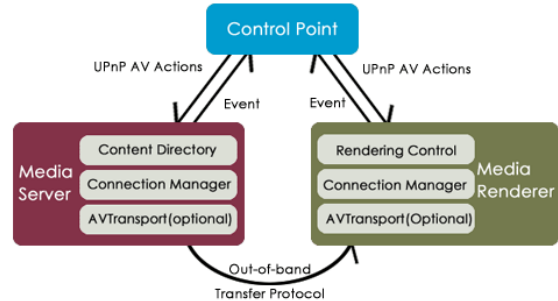 Control Point
UPnP AV Actions
UPnP AV Actions
Event
Event
Media
Server
Content Directory
Connection Manager
AVTransport(optional)
Rendering Control
Connection Manager
AVTransport(Optional)
Media
Renderer
Out-of-band
Transfer Protocol